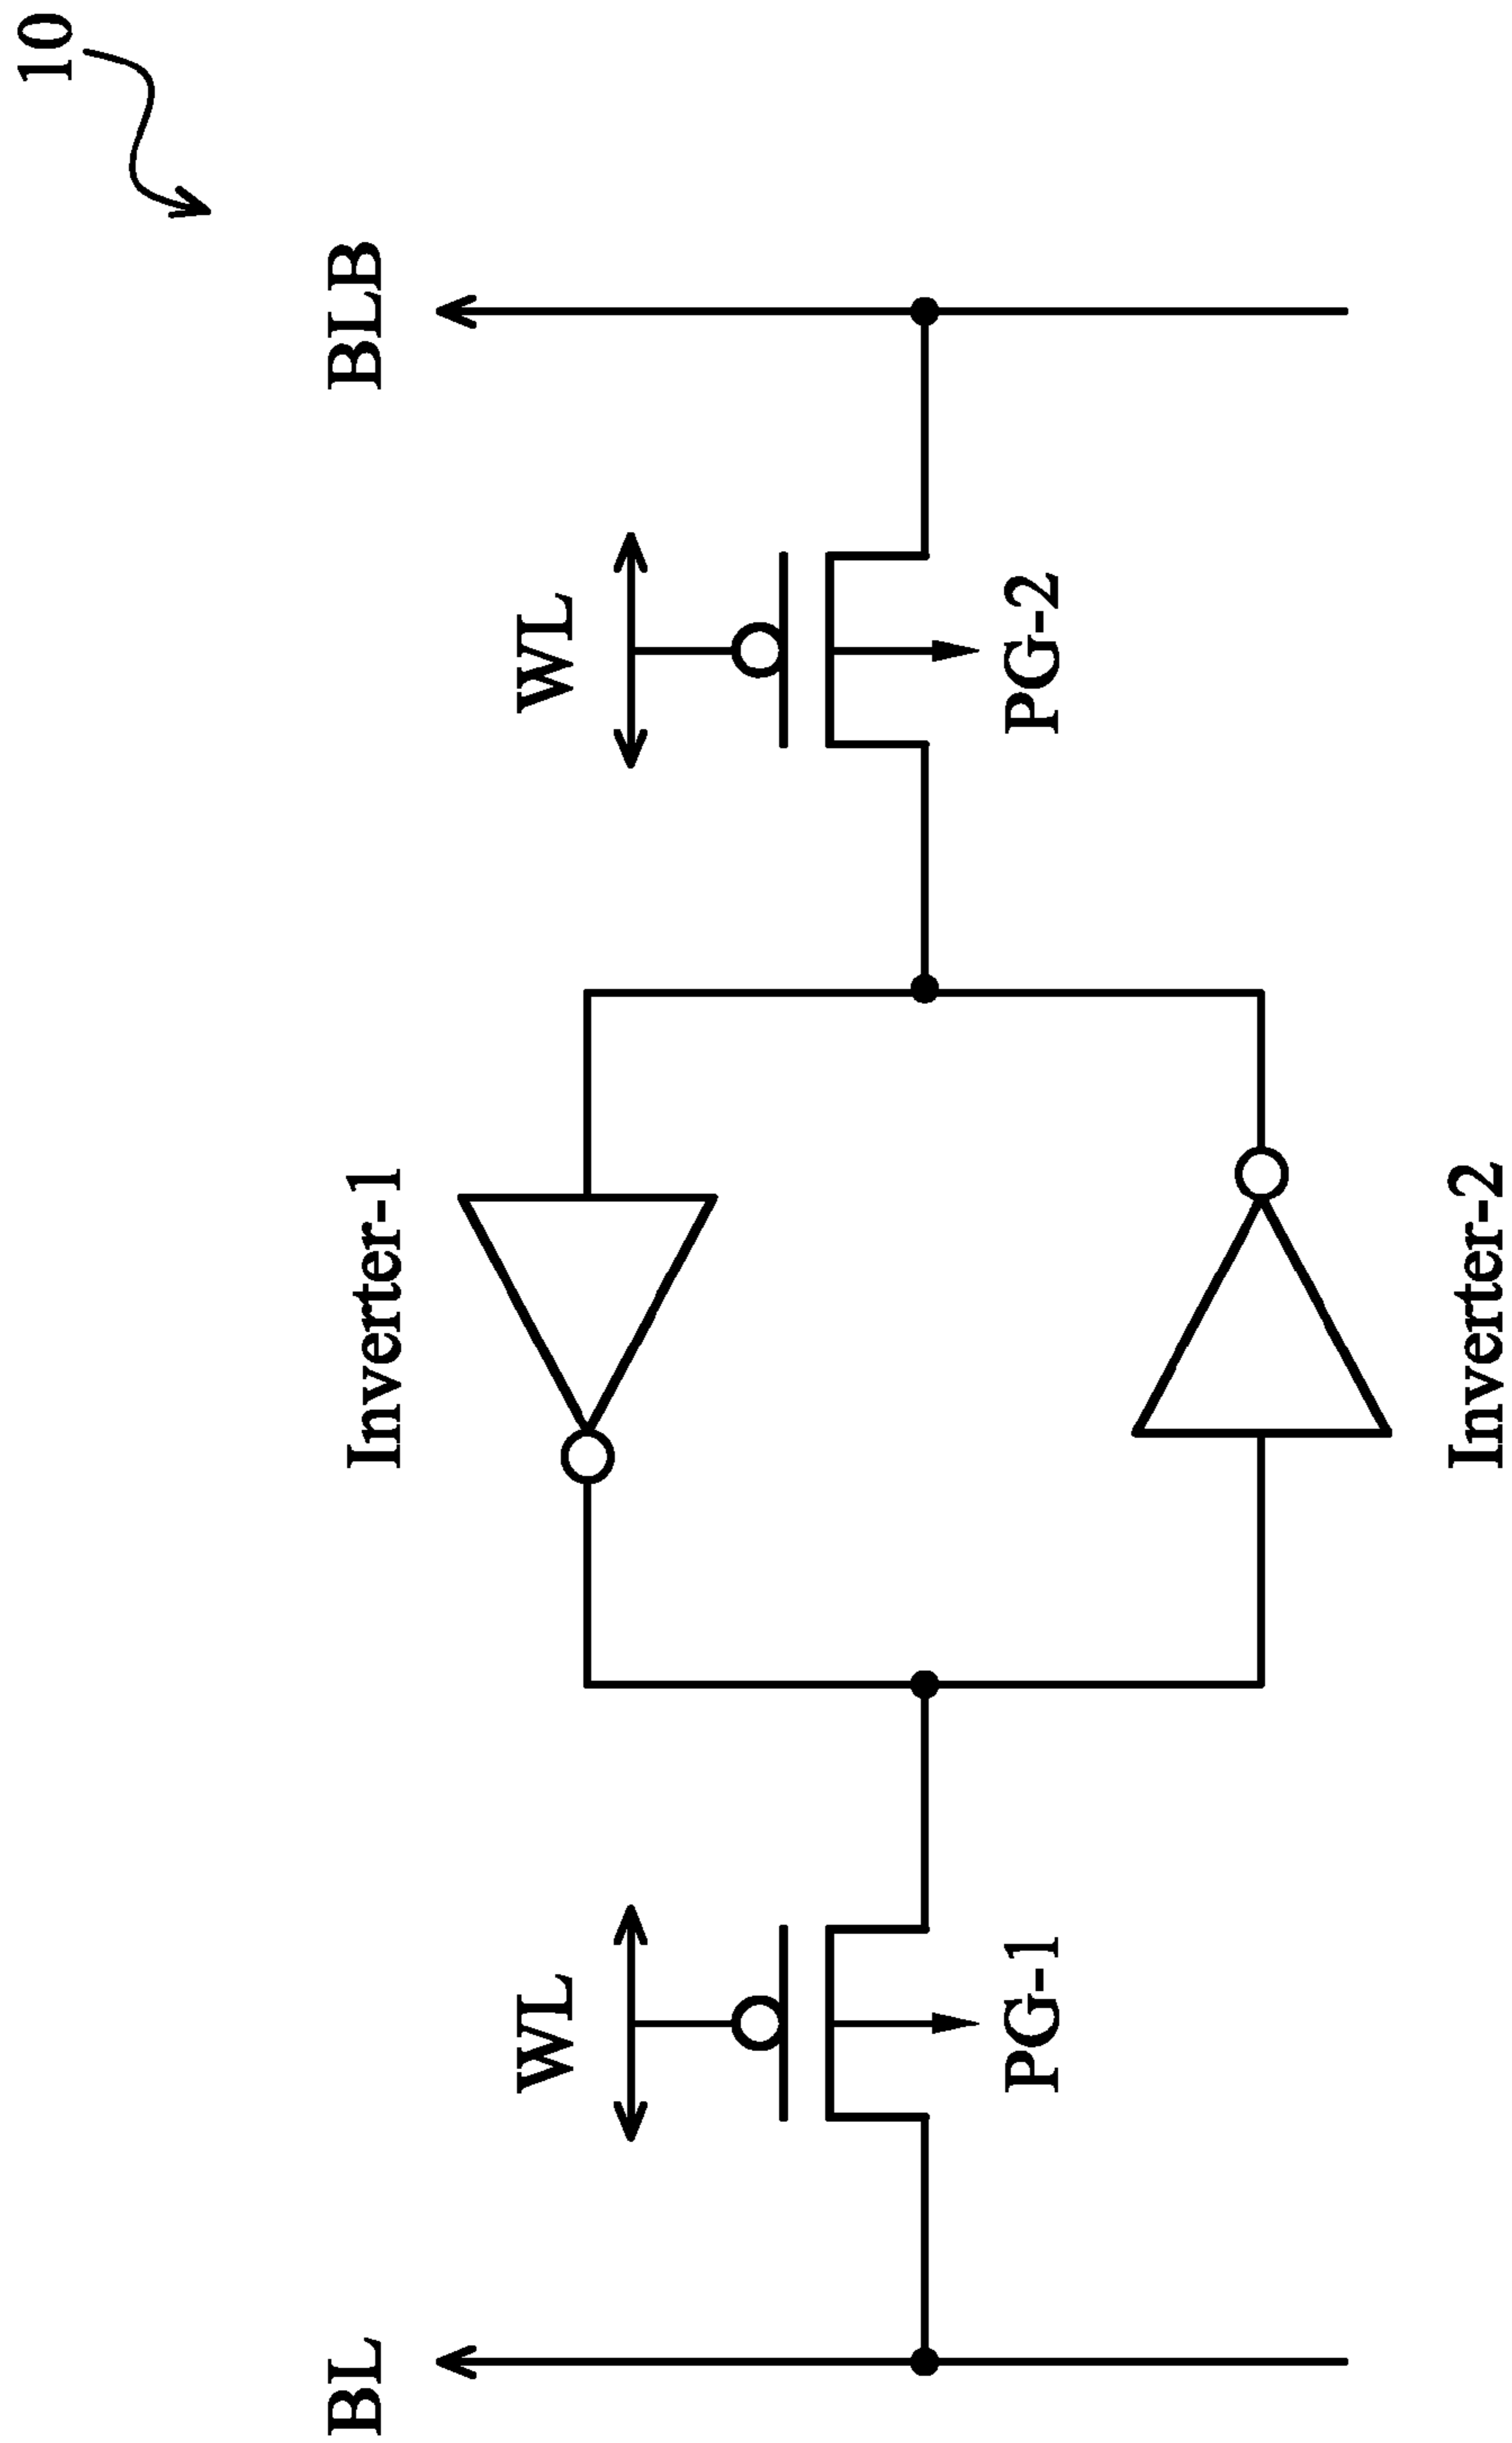 10
BL
BLB
Inverter-1
WL
WL
PG-1
PG-2
Inverter-2